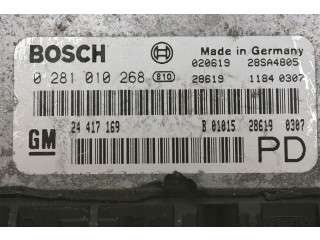 BOSCH
Made in Germany
020619 28SA4805
0 281 010 268 810 28619 1184 0307
GM 24 417 169 B 01015 28619 0307
PD